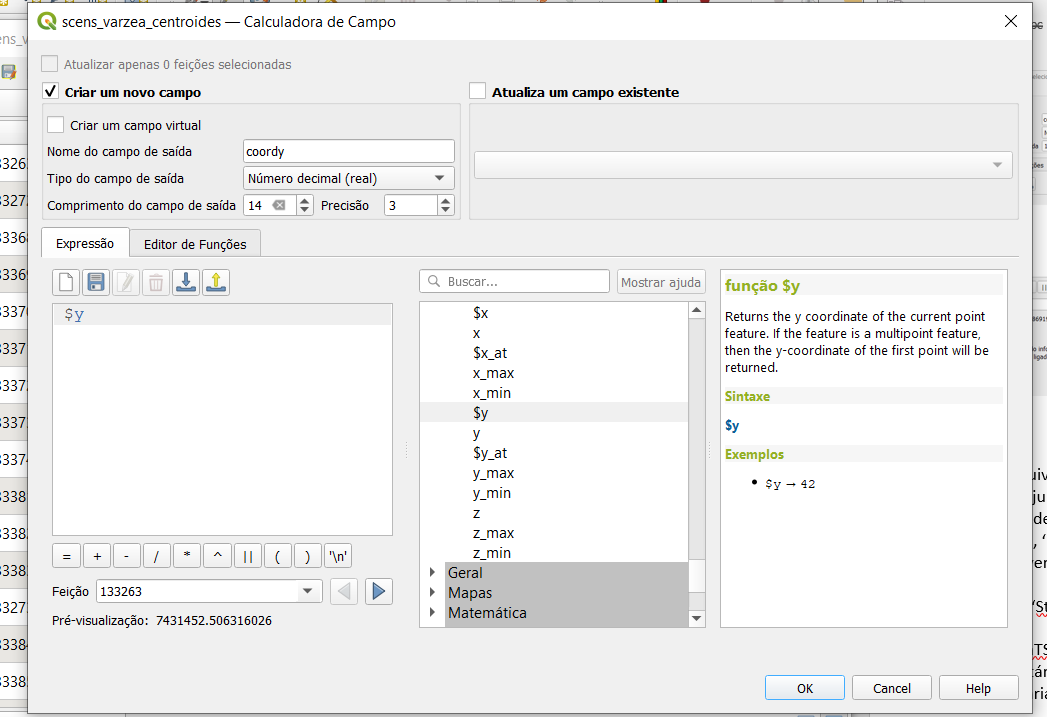 scens_varzea_centroides — Calculadora de Campo
Atualizar apenas 0 feições selecionadas
Criar um novo campo
Atualiza um campo existente
Criar um campo virtual
Nome do campo de saída coordy
Tipo do campo de saída Número decimal (real)
Comprimento do campo de saída 14 Precisão 3
Expressão Editor de Funções
Buscar... Mostrar ajuda
$y
$x
x
$x_at
x_max
x_min
$y
y
$y_at
y_max
y_min
z
z_max
z_min
Geral
Mapas
Matemática
função $y
Returns the y coordinate of the current point
feature. If the feature is a multipoint feature,
then the y-coordinate of the first point will be
returned.
Sintaxe
$y
Exemplos
• $y → 42
= + - / * ^ || ( ) '\n'
Feição 133263
Pré-visualização: 7431452.506316026
OK Cancel Help